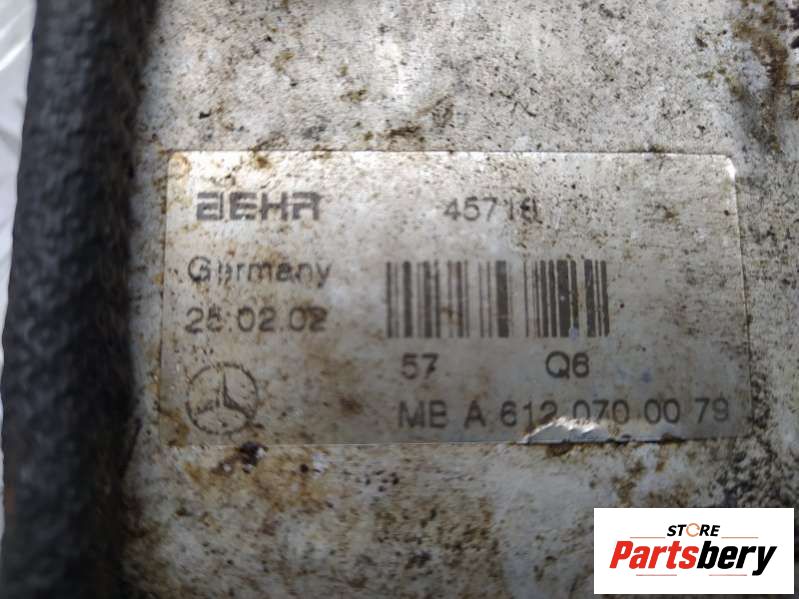 BEHR 45718
Germany
25.02.02
57 Q6
MB A 612 070 00 79
STORE
Partsbery